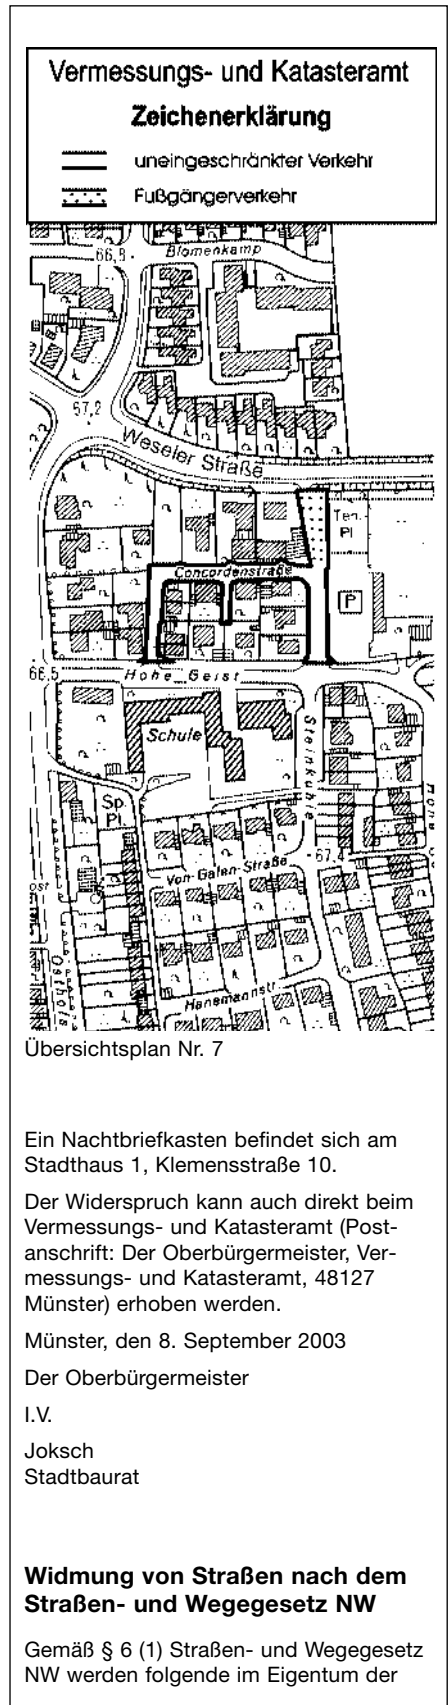 Vermessungs- und Katasteramt
Zeichenerklärung
uneingeschränkter Verkehr
Fußgängerverkehr
66,8
Blomenkamp
67,2
Weseler Straße
Ten.
Pl.
Concordenstraße
P
66,5
Hohe Geist
Schule
Steinkuhle
Sp.
Pl.
Von-Galen-Straße
67,4
Hohe
Hanemannstr.
Übersichtsplan Nr. 7
Ein Nachtbriefkasten befindet sich am
Stadthaus 1, Klemensstraße 10.
Der Widerspruch kann auch direkt beim
Vermessungs- und Katasteramt (Post-
anschrift: Der Oberbürgermeister, Ver-
messungs- und Katasteramt, 48127
Münster) erhoben werden.
Münster, den 8. September 2003
Der Oberbürgermeister
I.V.
Joksch
Stadtbaurat
Widmung von Straßen nach dem
Straßen- und Wegegesetz NW
Gemäß § 6 (1) Straßen- und Wegegesetz
NW werden folgende im Eigentum der